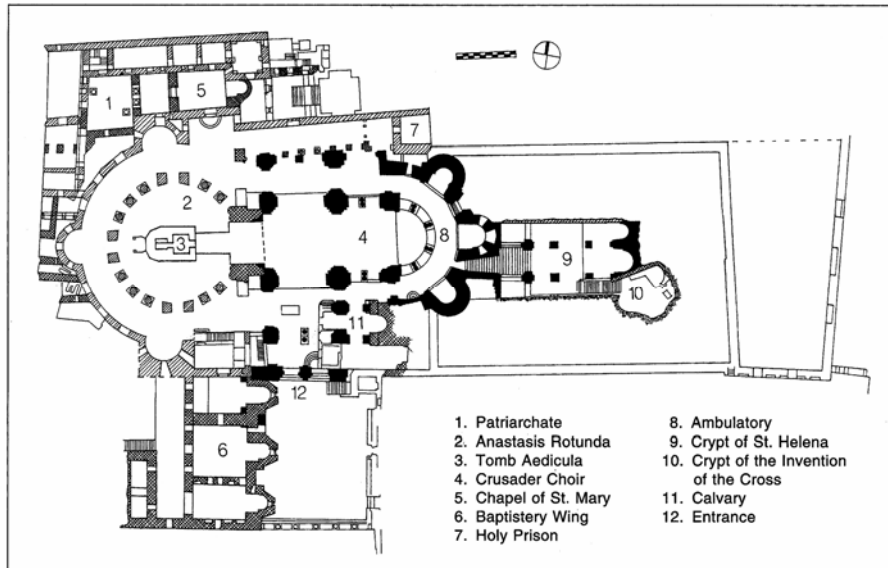 1
5
7
2
3
4
8
9
10
11
12
6
1. Patriarchate
2. Anastasis Rotunda
3. Tomb Aedicula
4. Crusader Choir
5. Chapel of St. Mary
6. Baptistery Wing
7. Holy Prison
8. Ambulatory
9. Crypt of St. Helena
10. Crypt of the Invention
of the Cross
11. Calvary
12. Entrance